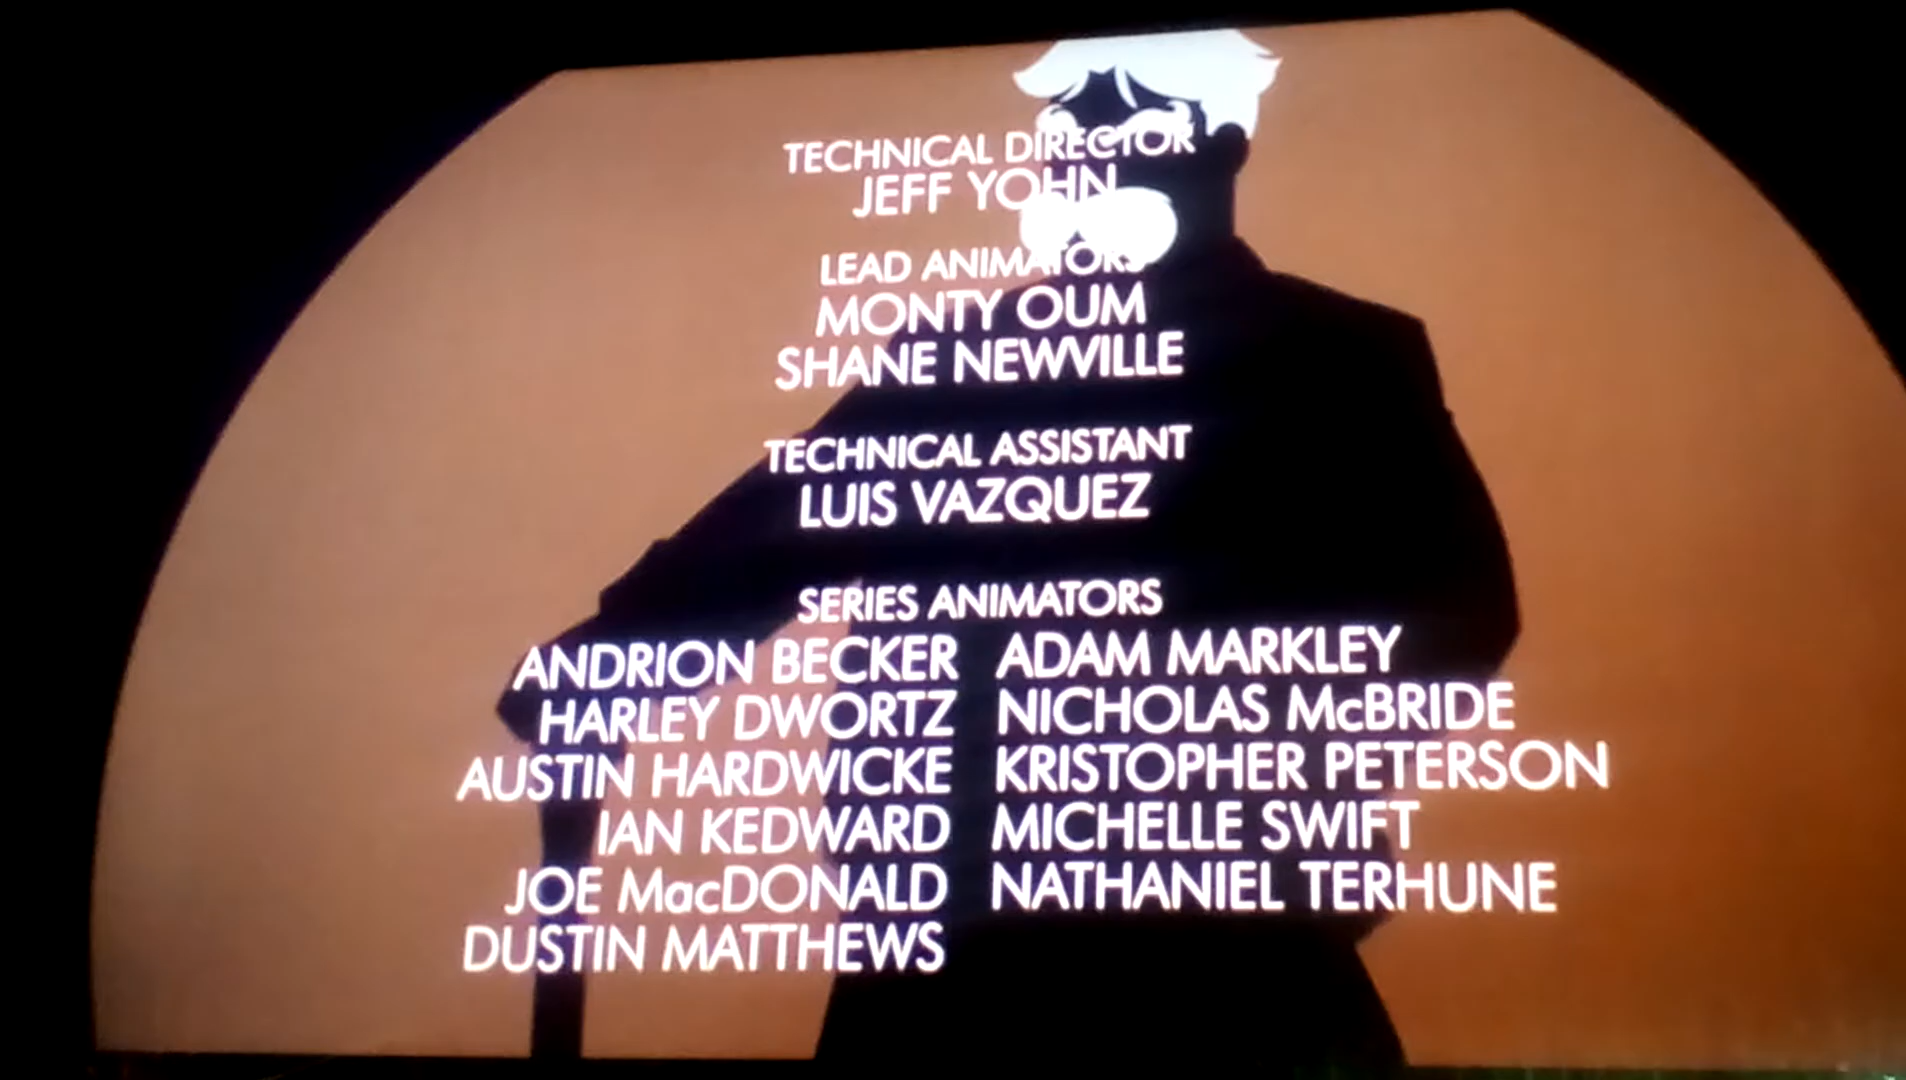 TECHNICAL DIRECTOR
JEFF YOHN
LEAD ANIMATORS
MONTY OUM
SHANE NEWVILLE
TECHNICAL ASSISTANT
LUIS VAZQUEZ
SERIES ANIMATORS
ANDRION BECKER ADAM MARKLEY
HARLEY DWORTZ NICHOLAS McBRIDE
AUSTIN HARDWICKE KRISTOPHER PETERSON
IAN KEDWARD MICHELLE SWIFT
JOE MacDONALD NATHANIEL TERHUNE
DUSTIN MATTHEWS